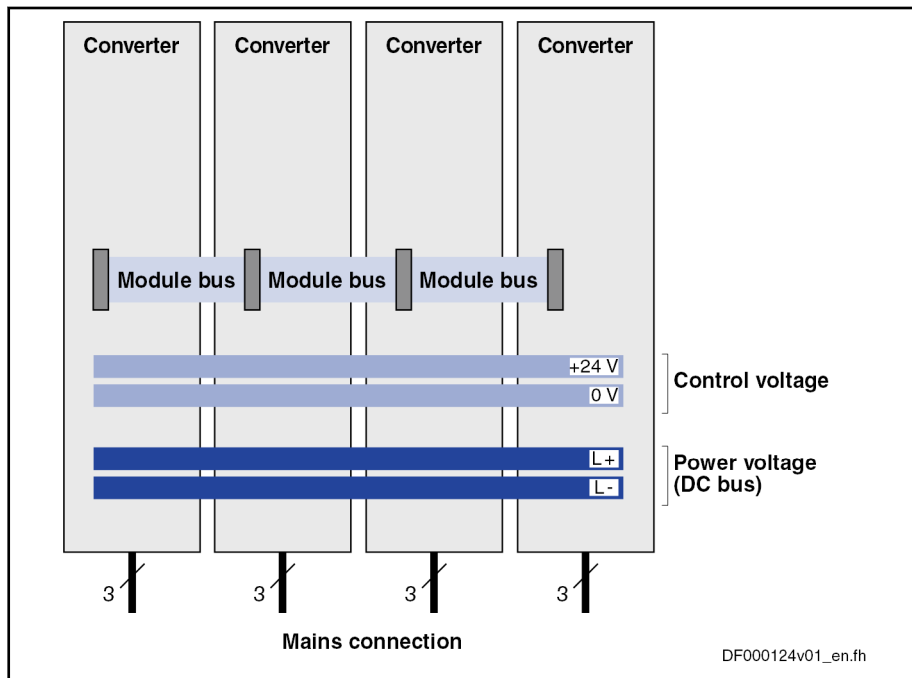 Converter Converter Converter Converter
Module bus Module bus Module bus
+24 V
0 V
Control voltage
L+
L-
Power voltage
(DC bus)
3 3 3 3
Mains connection
DF000124v01_en.fh